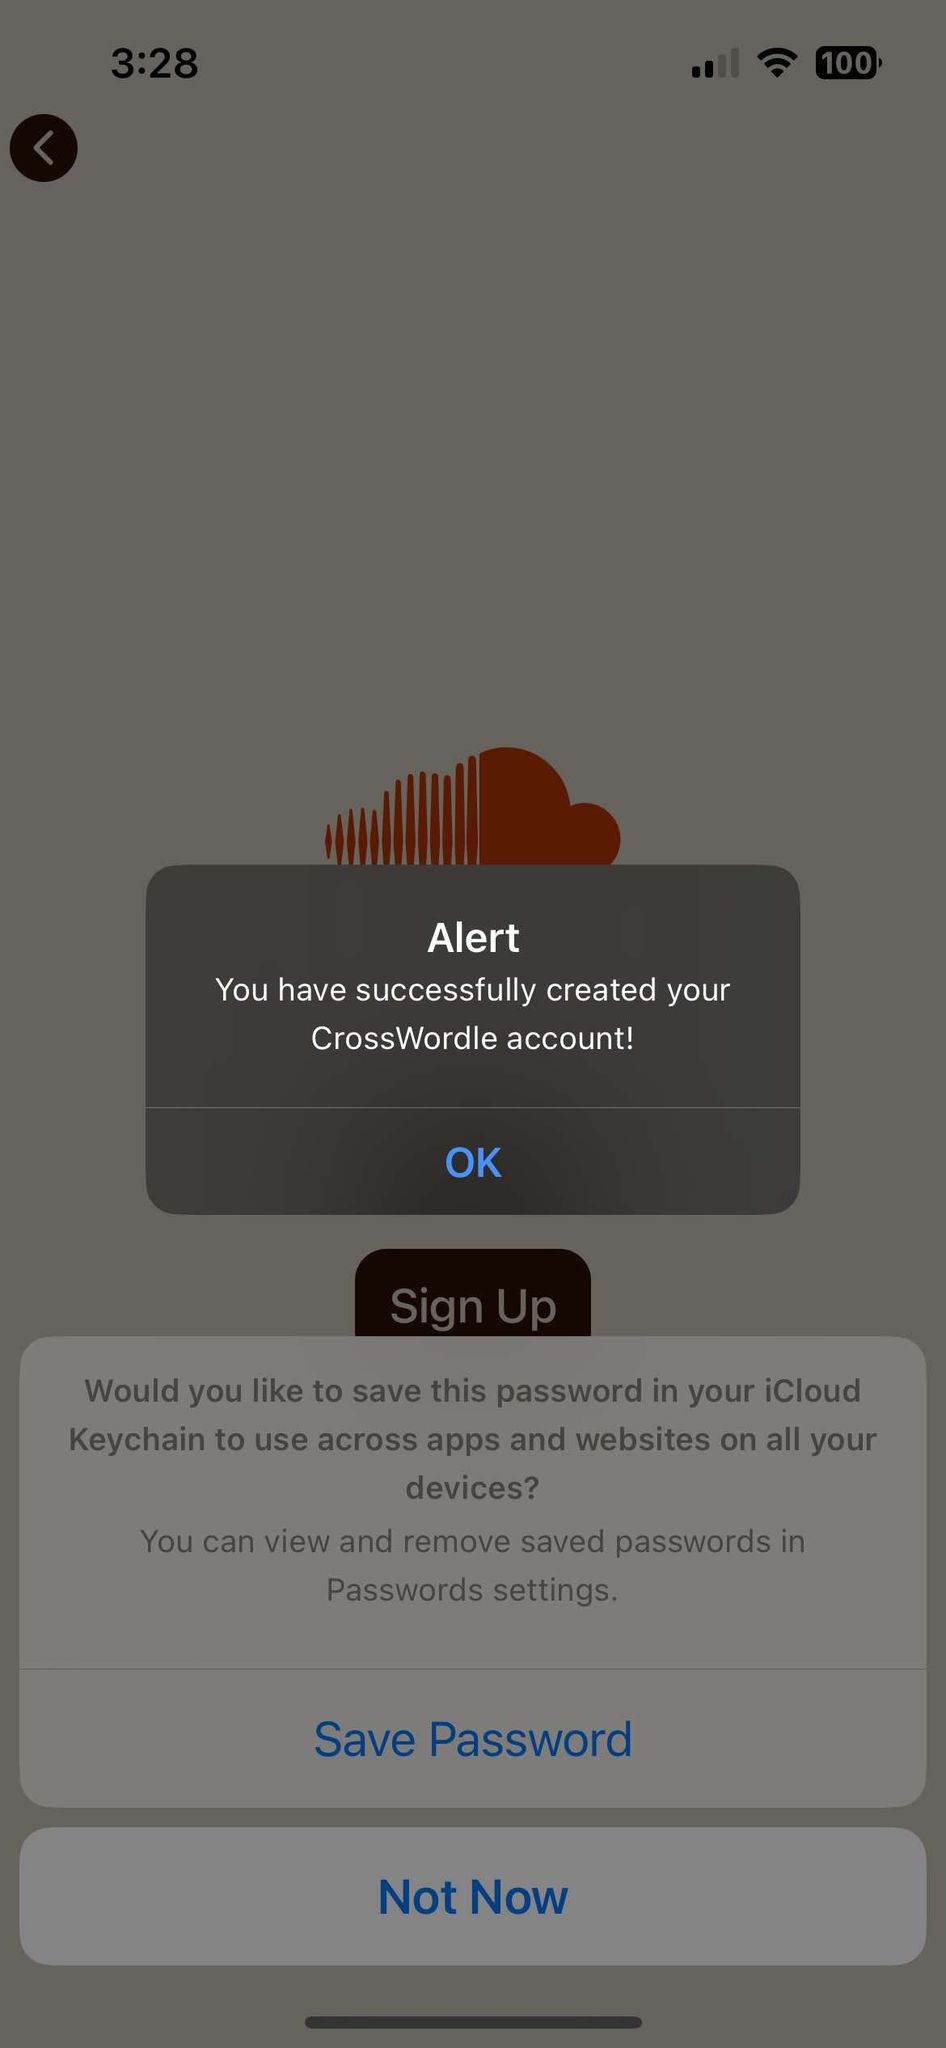 3:28
100
Alert
You have successfully created your
CrossWordle account!
OK
Sign Up
Would you like to save this password in your iCloud
Keychain to use across apps and websites on all your
devices?
You can view and remove saved passwords in
Passwords settings.
Save Password
Not Now